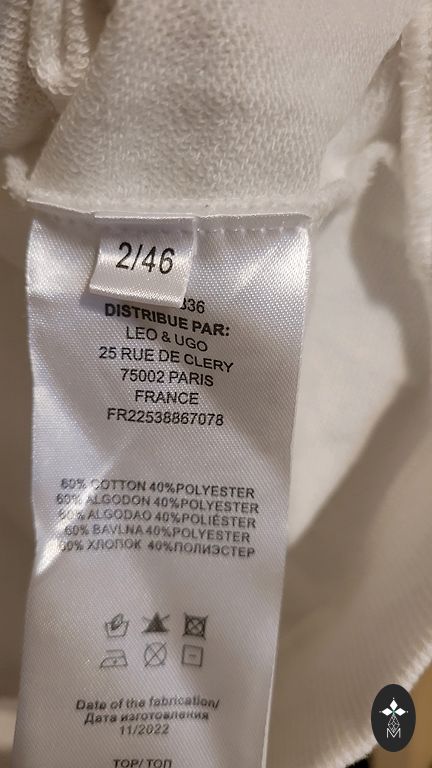 2/46
336
DISTRIBUE PAR:
LEO & UGO
25 RUE DE CLERY
75002 PARIS
FRANCE
FR22538867078
60% COTTON 40%POLYESTER
60% ALGODON 40%POLYESTER
60% ALGODAO 40%POLIÉSTER
60% BAVLNA 40%POLYESTER
60% ХЛОПОК 40%ПОЛИЭСТЕР
Date of the fabrication/
Дата изготовления
11/2022
TOP/ ТОП
M